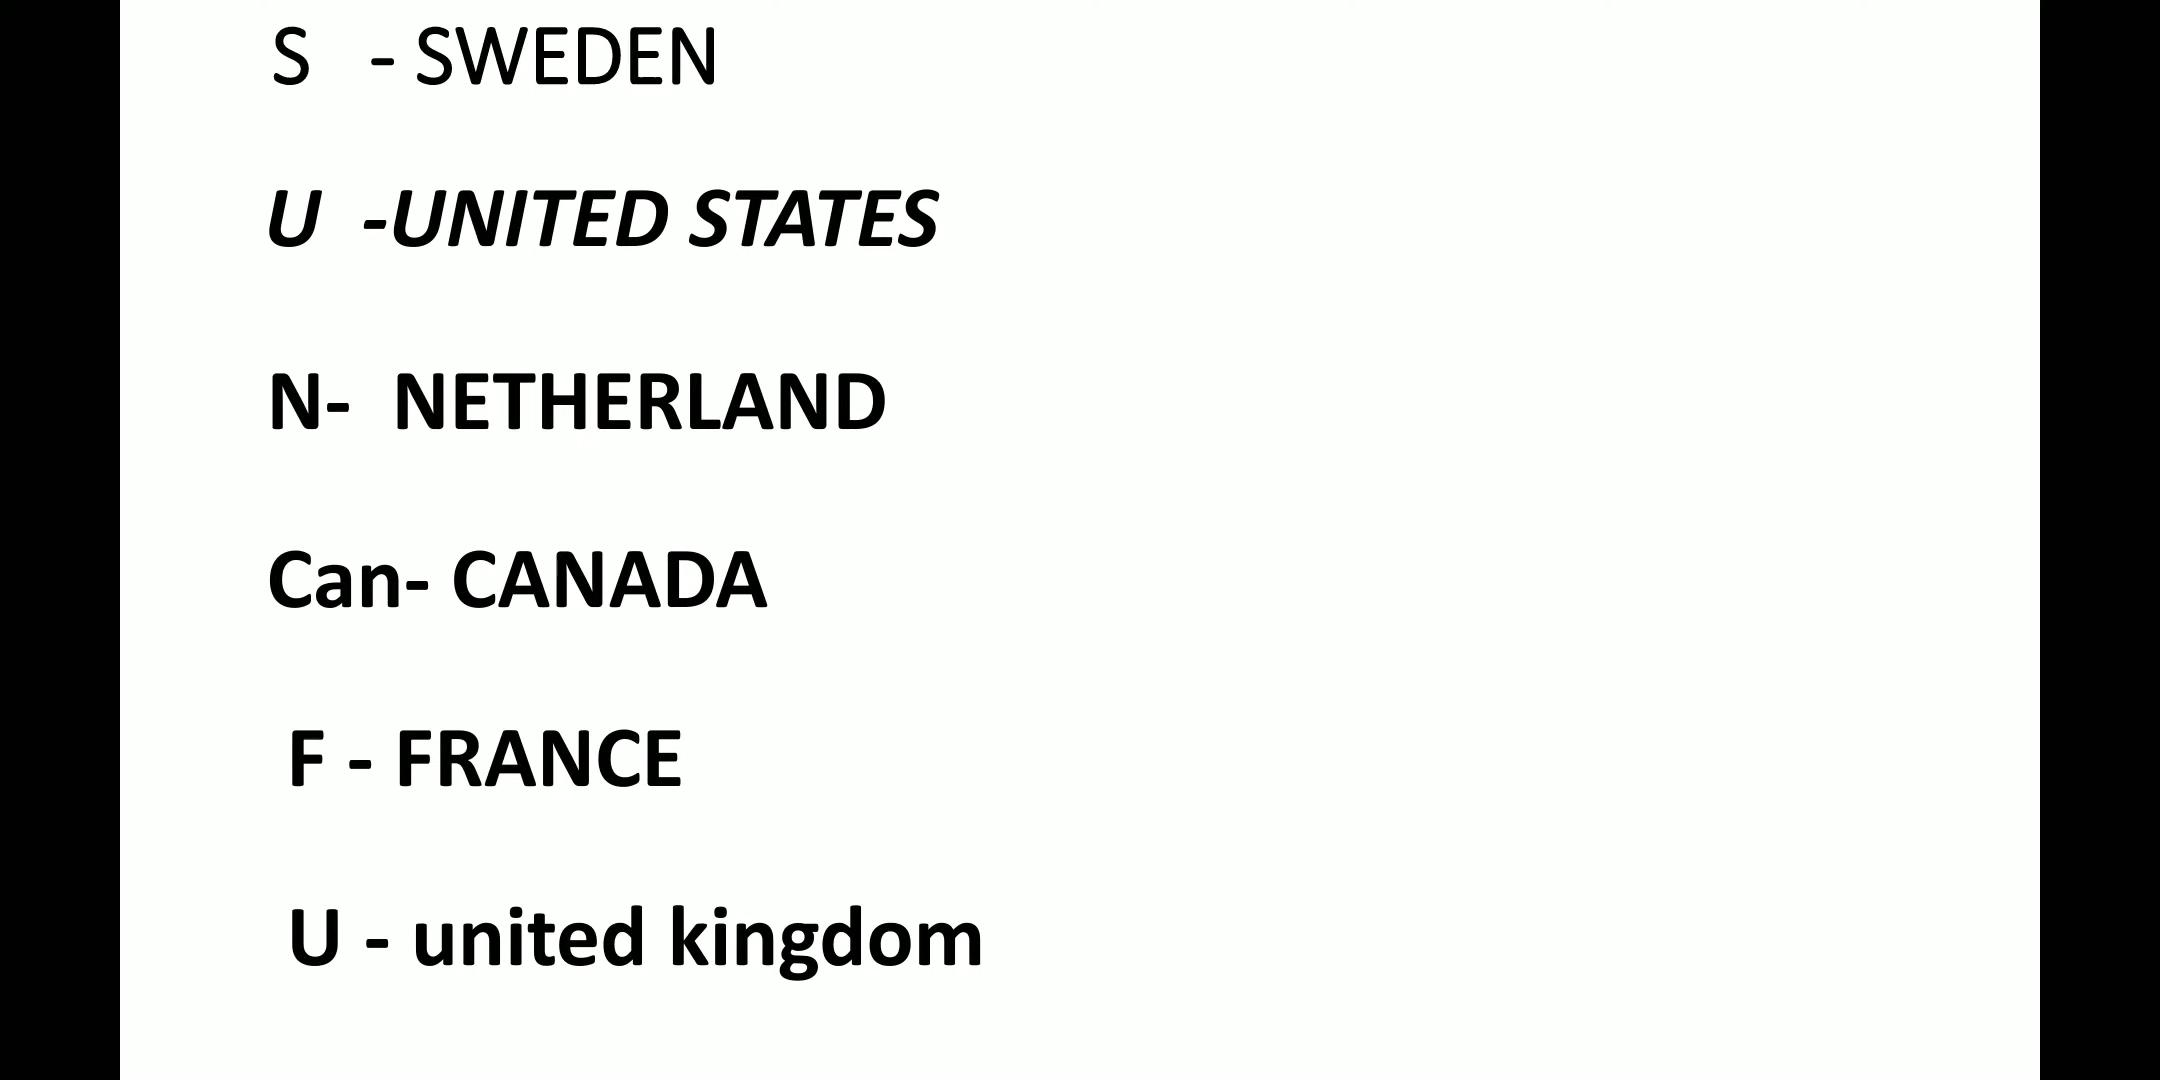 S - SWEDEN
U -UNITED STATES
N- NETHERLAND
Can- CANADA
F - FRANCE
U - united kingdom